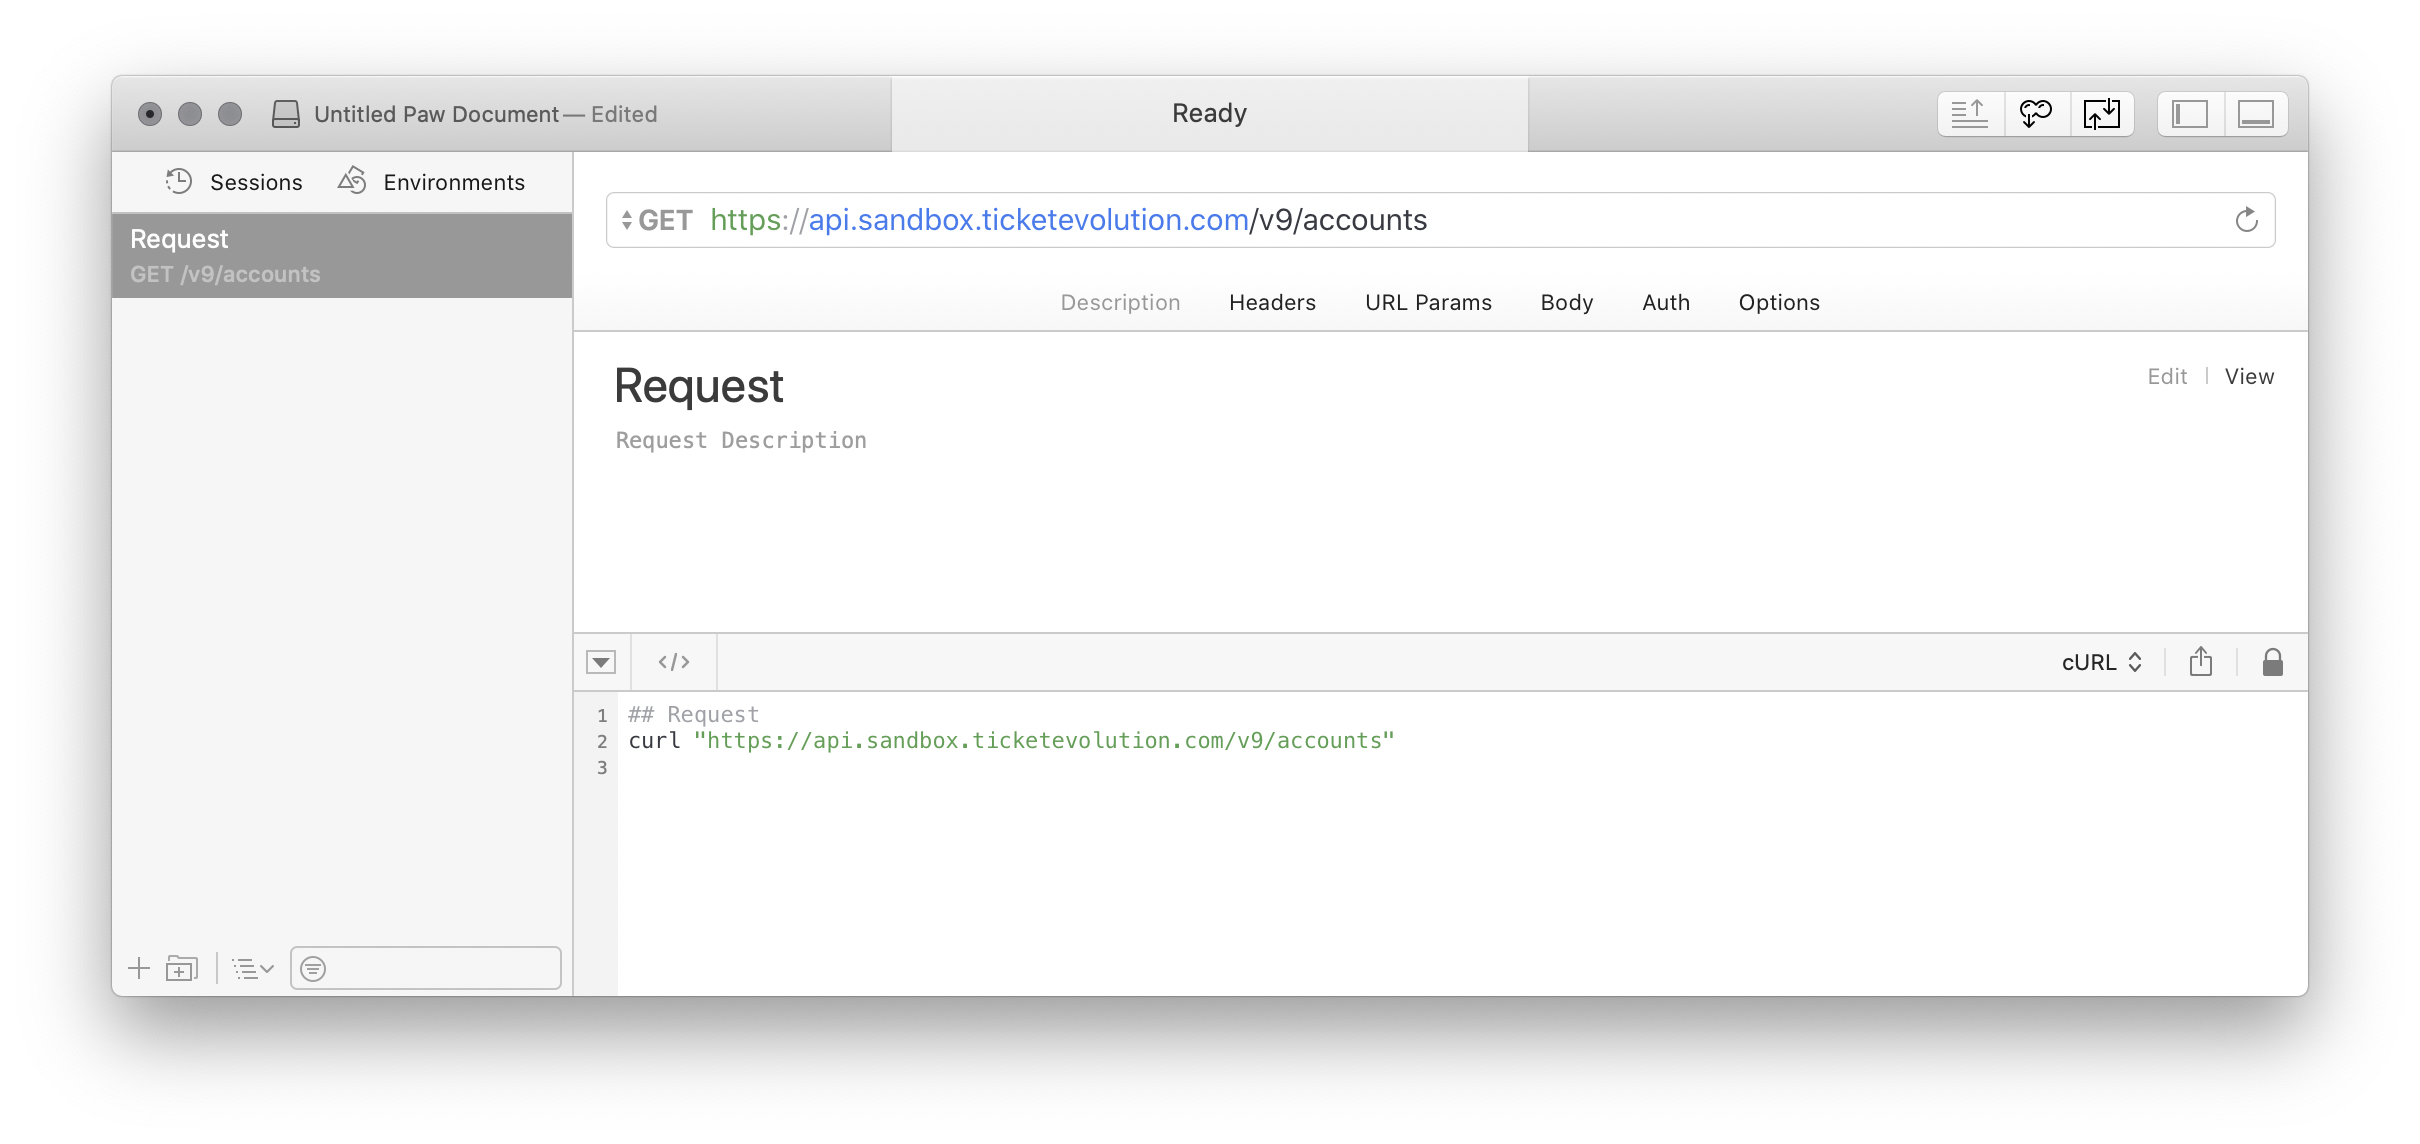 Untitled Paw Document — Edited
Ready
Sessions
Environments
Request
GET /v9/accounts
GET https://api.sandbox.ticketevolution.com/v9/accounts
Description
Headers
URL Params
Body
Auth
Options
Request
Edit | View
Request Description
</>
cURL
1 ## Request
2 curl "https://api.sandbox.ticketevolution.com/v9/accounts"
3